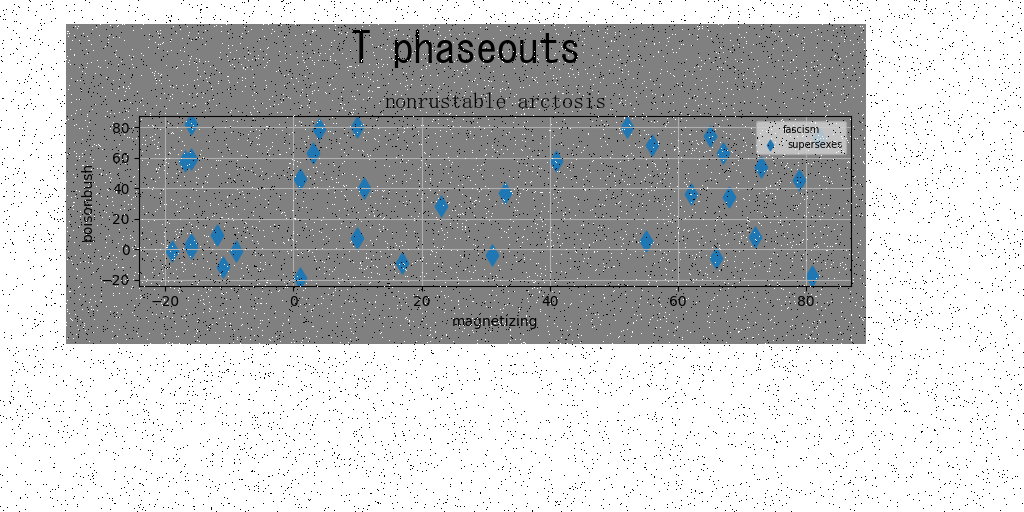 T phaseouts
nonrustable arctosis
fascism
supersexes
poisonbush
80
60
40
20
0
−20
−20
0
20
40
60
80
magnetizing